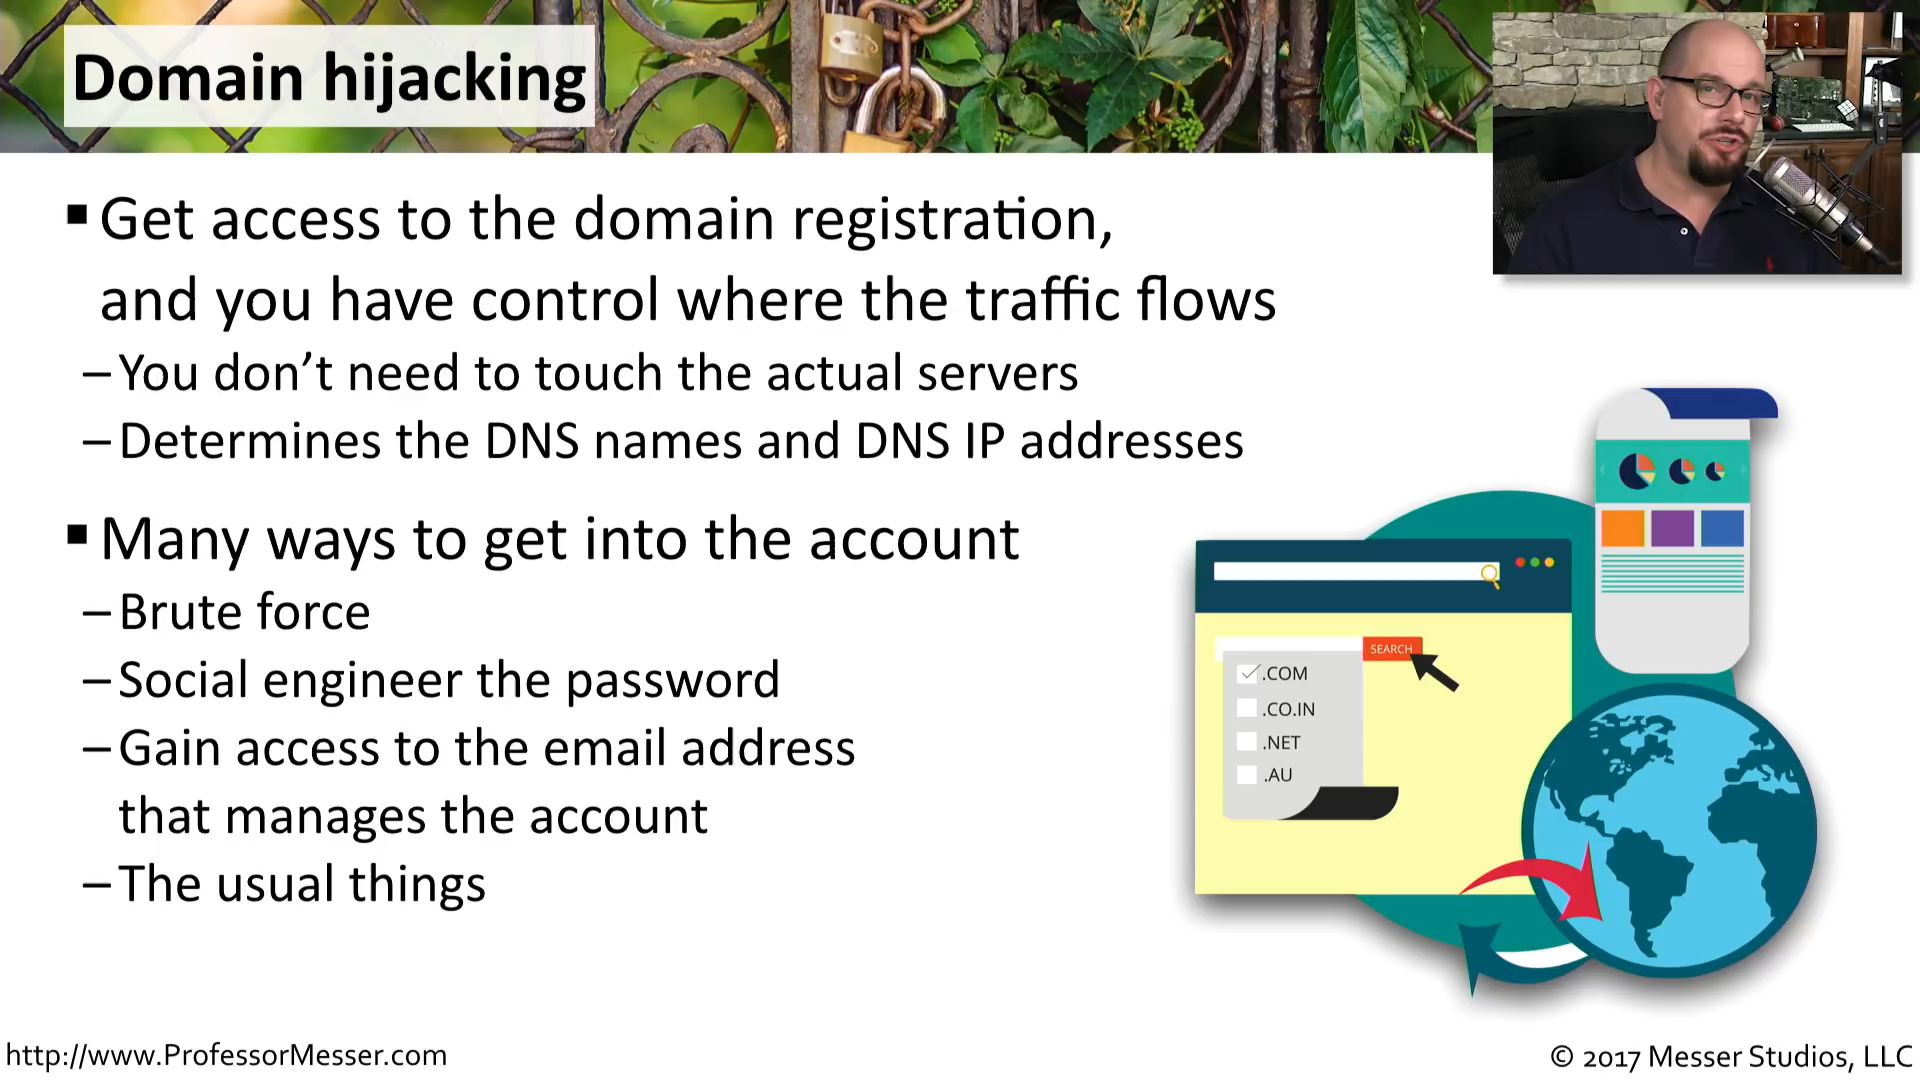 Domain hijacking
▪ Get access to the domain registration,
and you have control where the traffic flows
– You don’t need to touch the actual servers
– Determines the DNS names and DNS IP addresses
▪ Many ways to get into the account
– Brute force
– Social engineer the password
– Gain access to the email address
that manages the account
– The usual things
SEARCH
.COM
.CO.IN
.NET
.AU
http://www.ProfessorMesser.com
© 2017 Messer Studios, LLC